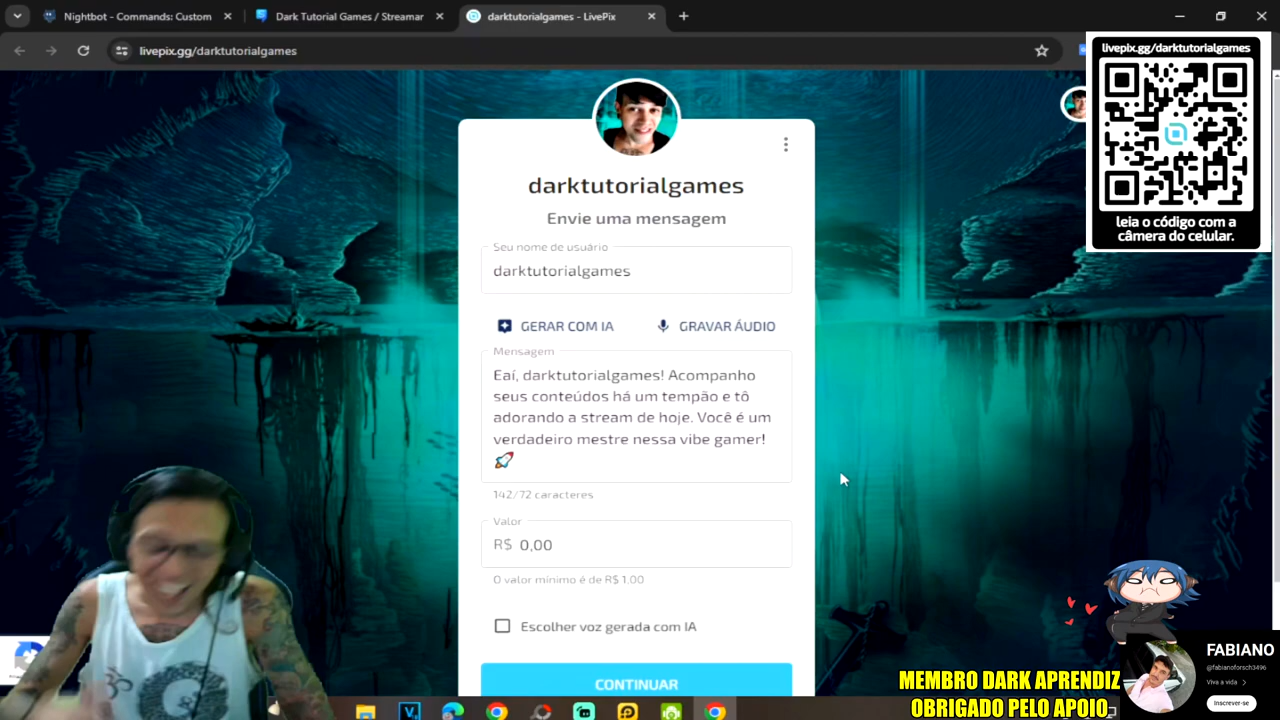 Nightbot - Commands: Custom
Dark Tutorial Games / Streamar
darktutorialgames - LivePix
livepix.gg/darktutorialgames
livepix.gg/darktutorialgames
leia o código com a
câmera do celular.
darktutorialgames
Envie uma mensagem
Seu nome de usuário
darktutorialgames
GERAR COM IA
GRAVAR ÁUDIO
Mensagem
Eaí, darktutorialgames! Acompanho
seus conteúdos há um tempão e tô
adorando a stream de hoje. Você é um
verdadeiro mestre nessa vibe gamer!
🚀
142/72 caracteres
Valor
R$ 0,00
O valor mínimo é de R$ 1.00
Escolher voz gerada com IA
CONTINUAR
MEMBRO DARK APRENDIZ
OBRIGADO PELO APOIO
FABIANO
@fabianoforsch3496
Viva a vida
Inscrever-se